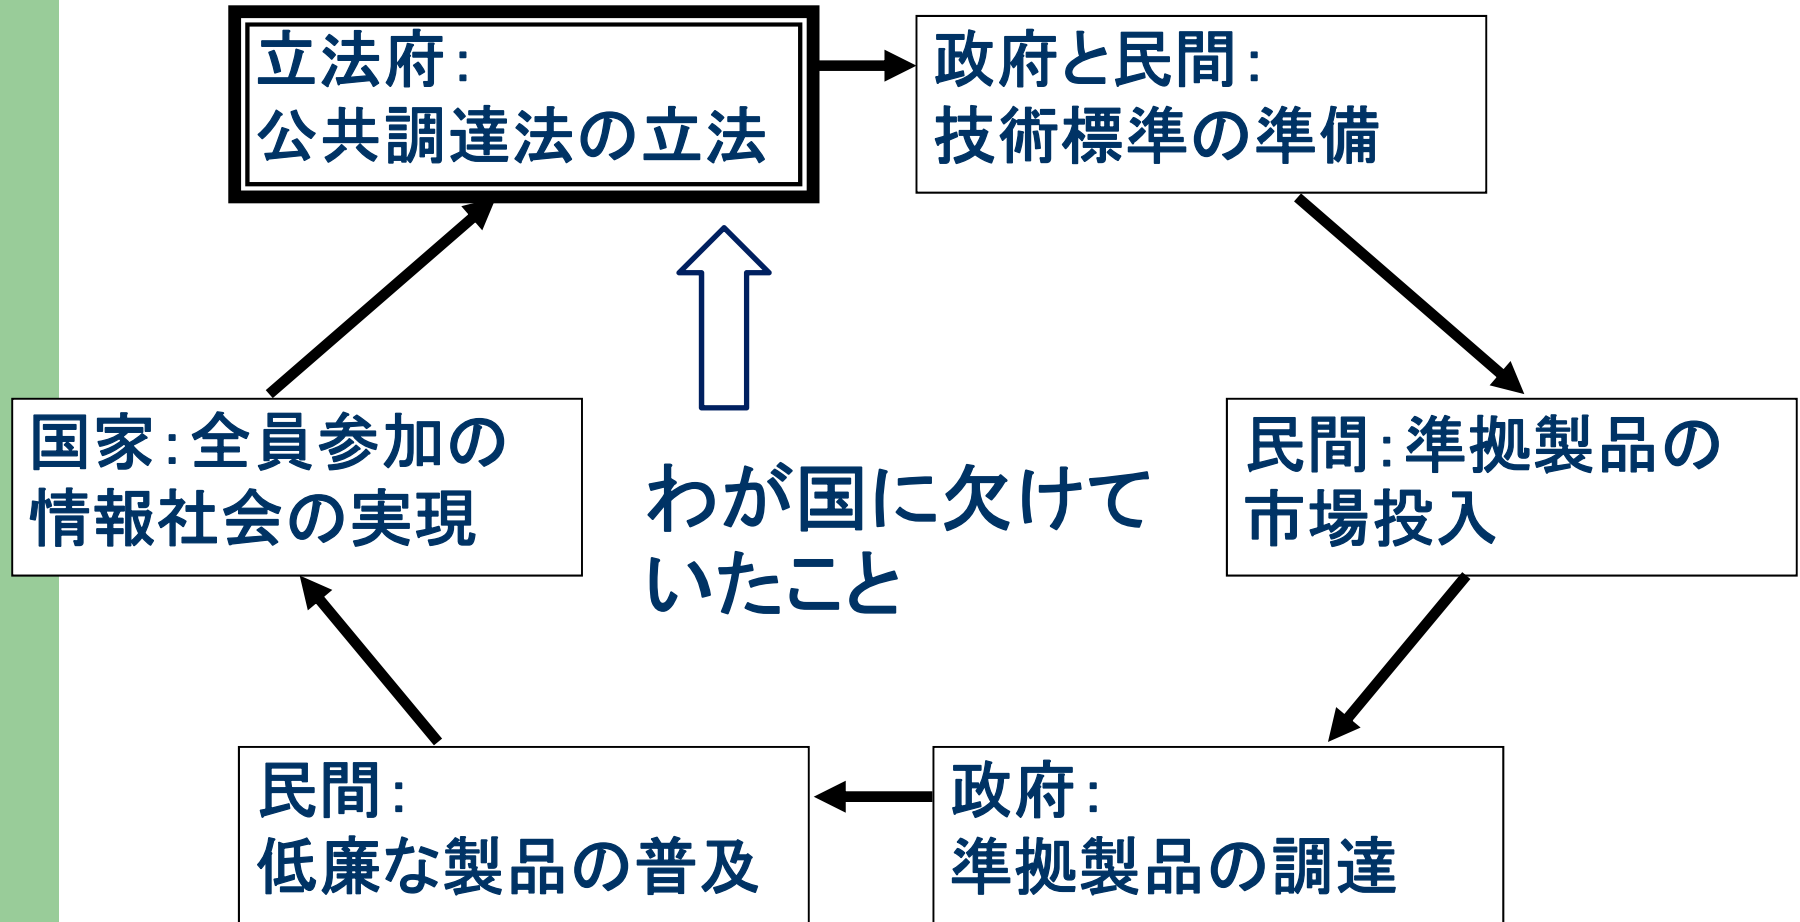 立法府：
公共調達法の立法
政府と民間：
技術標準の準備
国家：全員参加の
情報社会の実現
わが国に欠けて
いたこと
民間：準拠製品の
市場投入
民間：
低廉な製品の普及
政府：
準拠製品の調達